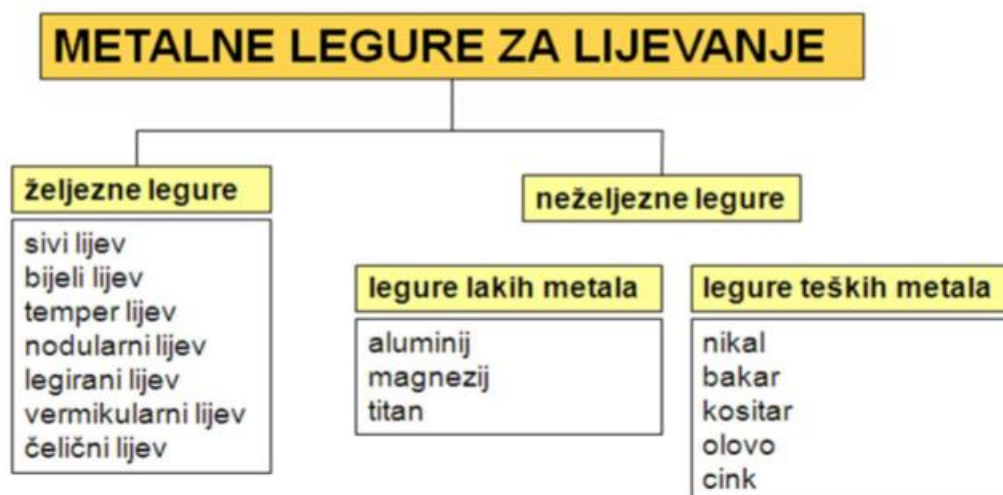 METALNE LEGURE ZA LIJEVANJE
željezne legure
sivi lijev
bijeli lijev
temper lijev
nodularni lijev
legirani lijev
vermikularni lijev
čelični lijev
neželjezne legure
legure lakih metala
aluminij
magnezij
titan
legure teških metala
nikal
bakar
kositar
olovo
cink